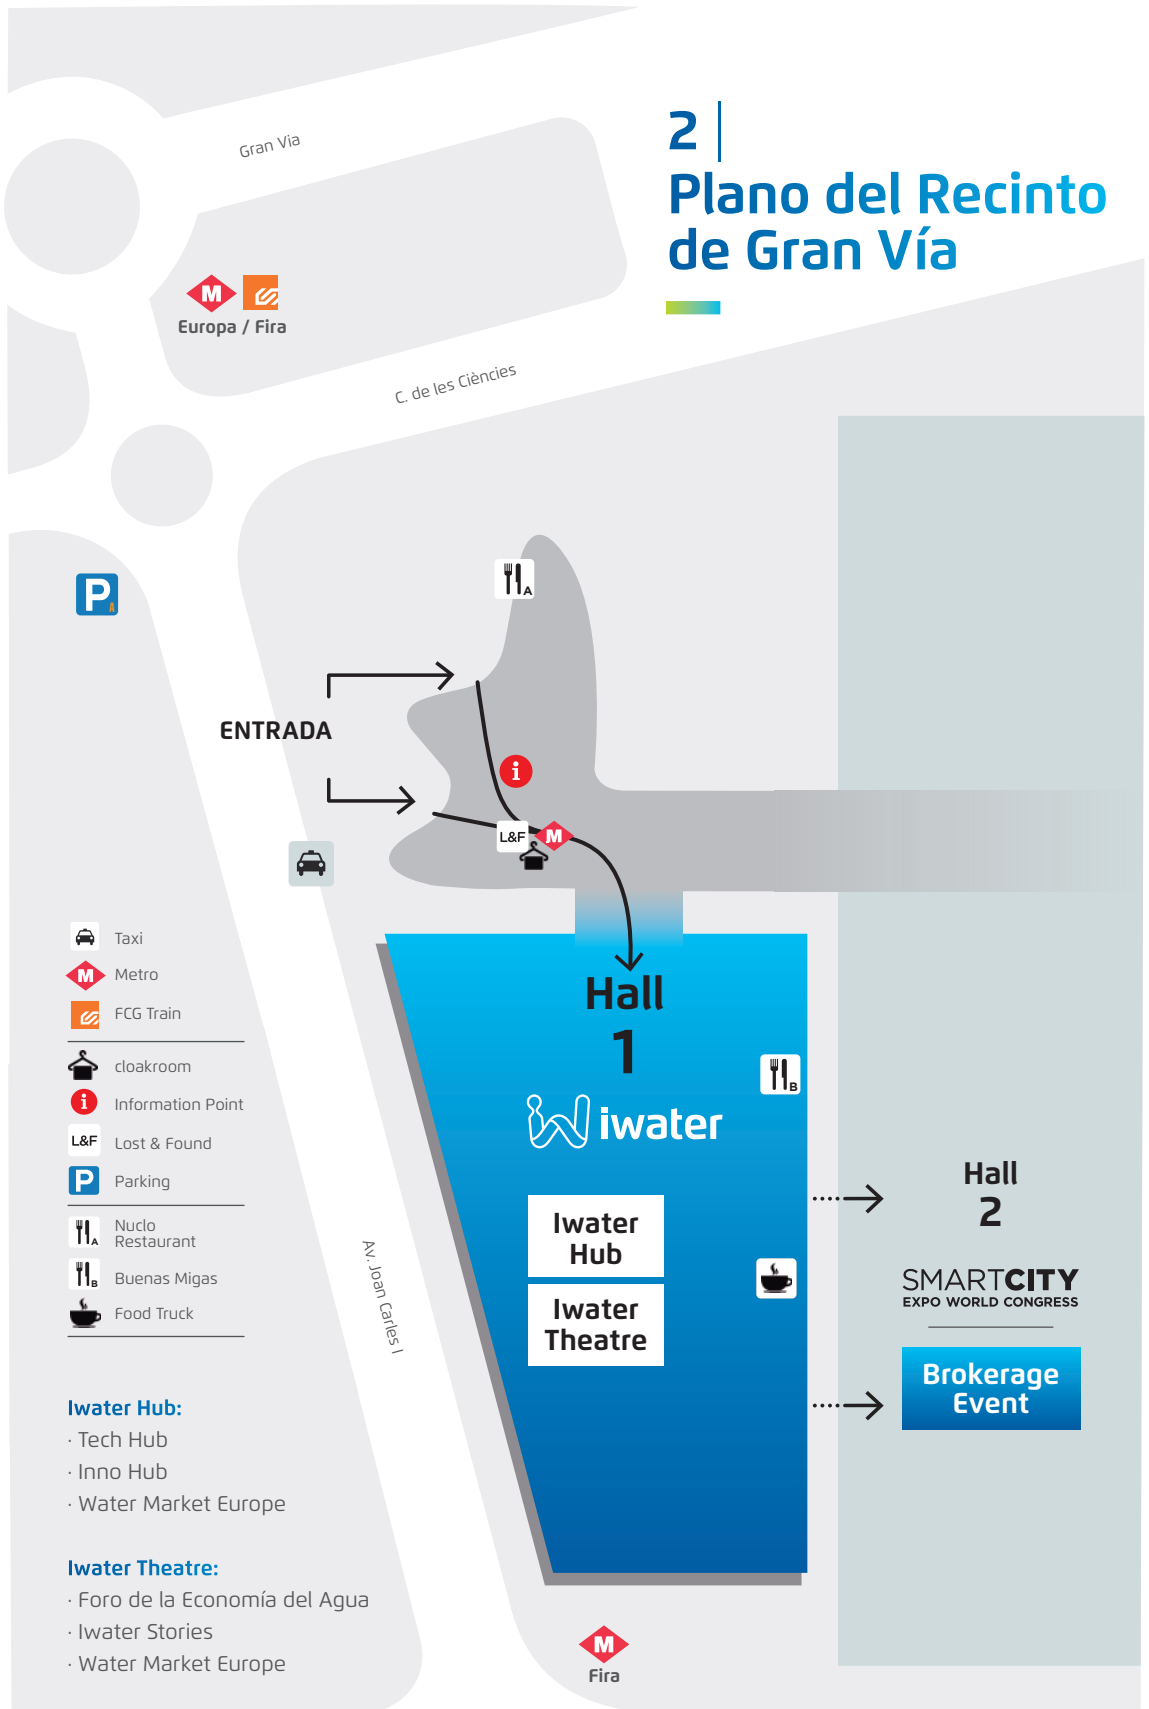 2
Plano del Recinto
de Gran Vía
Gran Via
M
Europa / Fira
C. de les Ciències
P
A
A
ENTRADA
i
L&F
M
Taxi
M Metro
FCG Train
cloakroom
i Information Point
L&F Lost & Found
P Parking
A Nuclo
Restaurant
B Buenas Migas
Food Truck
Hall
1
B
iwater
Iwater
Hub
Iwater
Theatre
Hall
2
SMARTCITY
EXPO WORLD CONGRESS
Brokerage
Event
Av. Joan Carles I
Iwater Hub:
· Tech Hub
· Inno Hub
· Water Market Europe
Iwater Theatre:
· Foro de la Economía del Agua
· Iwater Stories
· Water Market Europe
M
Fira